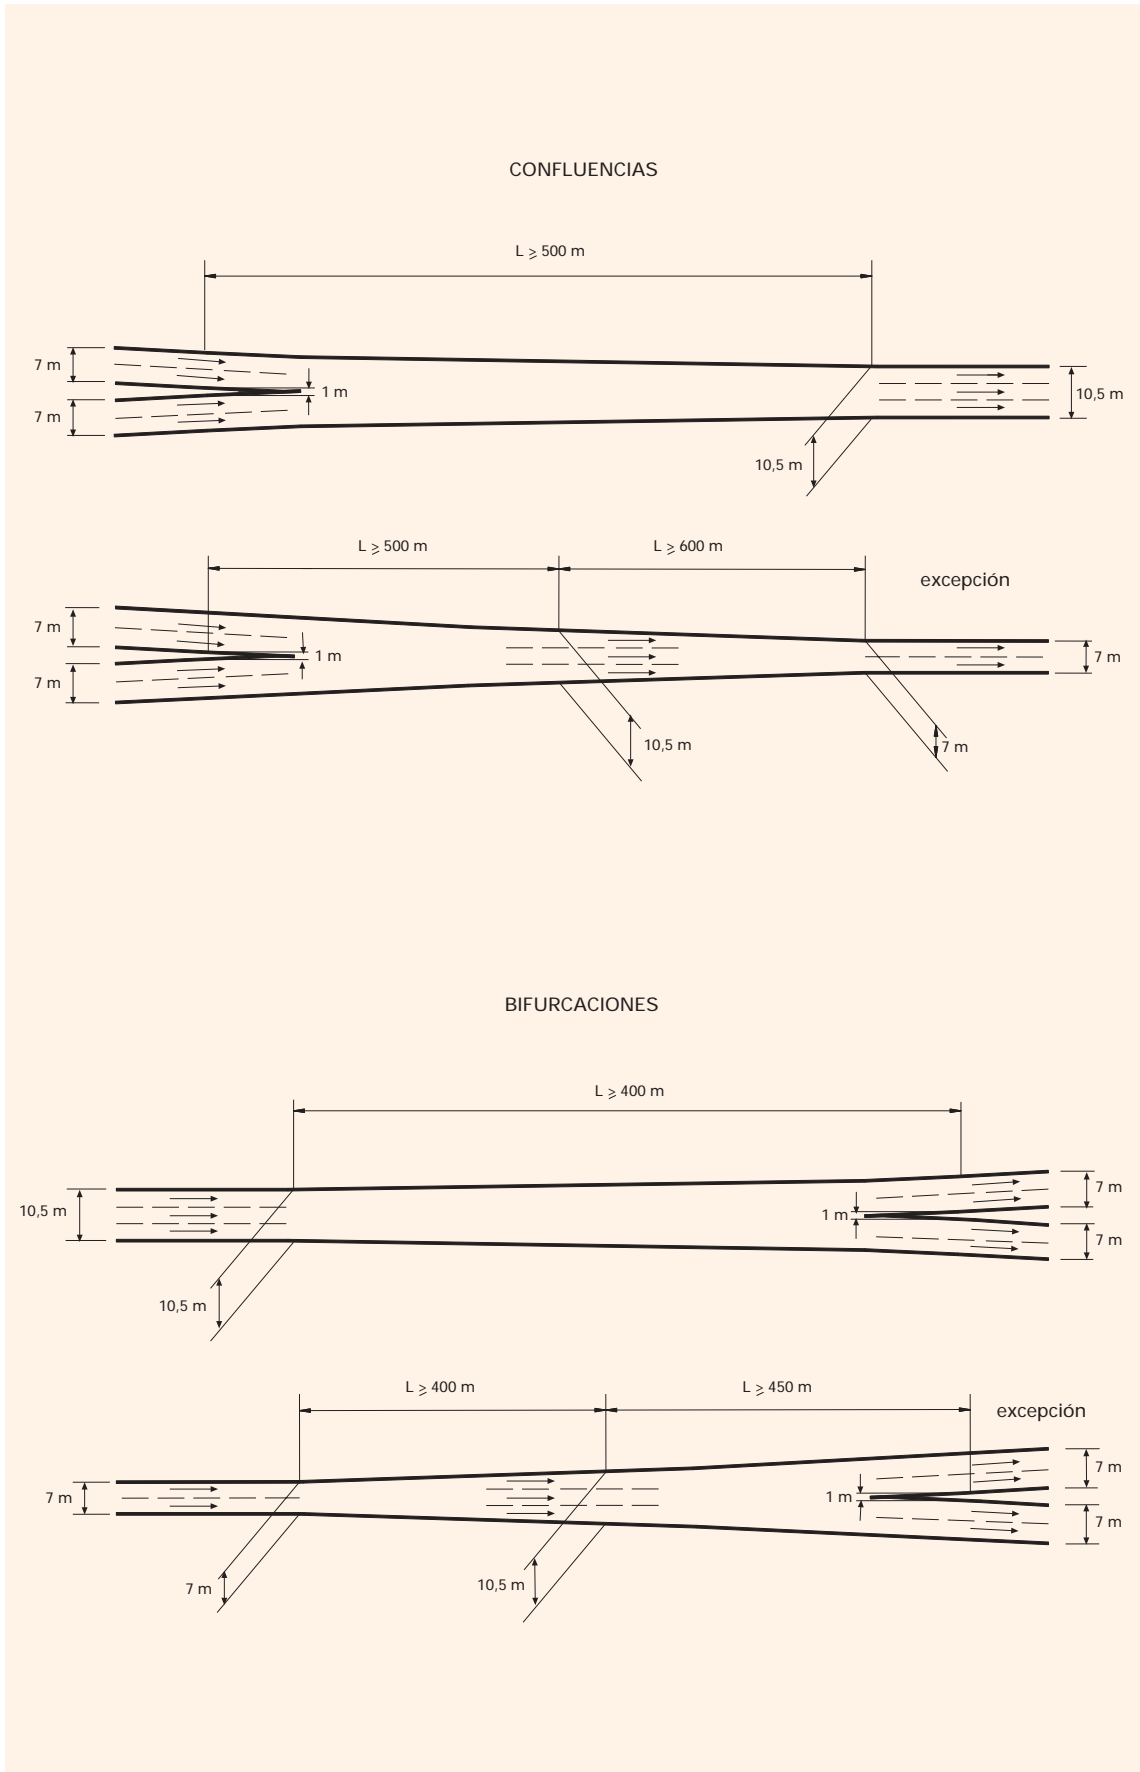 CONFLUENCIAS
L ⩾ 500 m
7 m
1 m
10,5 m
7 m
10,5 m
L ⩾ 500 m
L ⩾ 600 m
excepción
7 m
1 m
7 m
7 m
10,5 m
7 m
BIFURCACIONES
L ⩾ 400 m
7 m
10,5 m
1 m
7 m
10,5 m
L ⩾ 400 m
L ⩾ 450 m
excepción
7 m
7 m
1 m
7 m
7 m
10,5 m